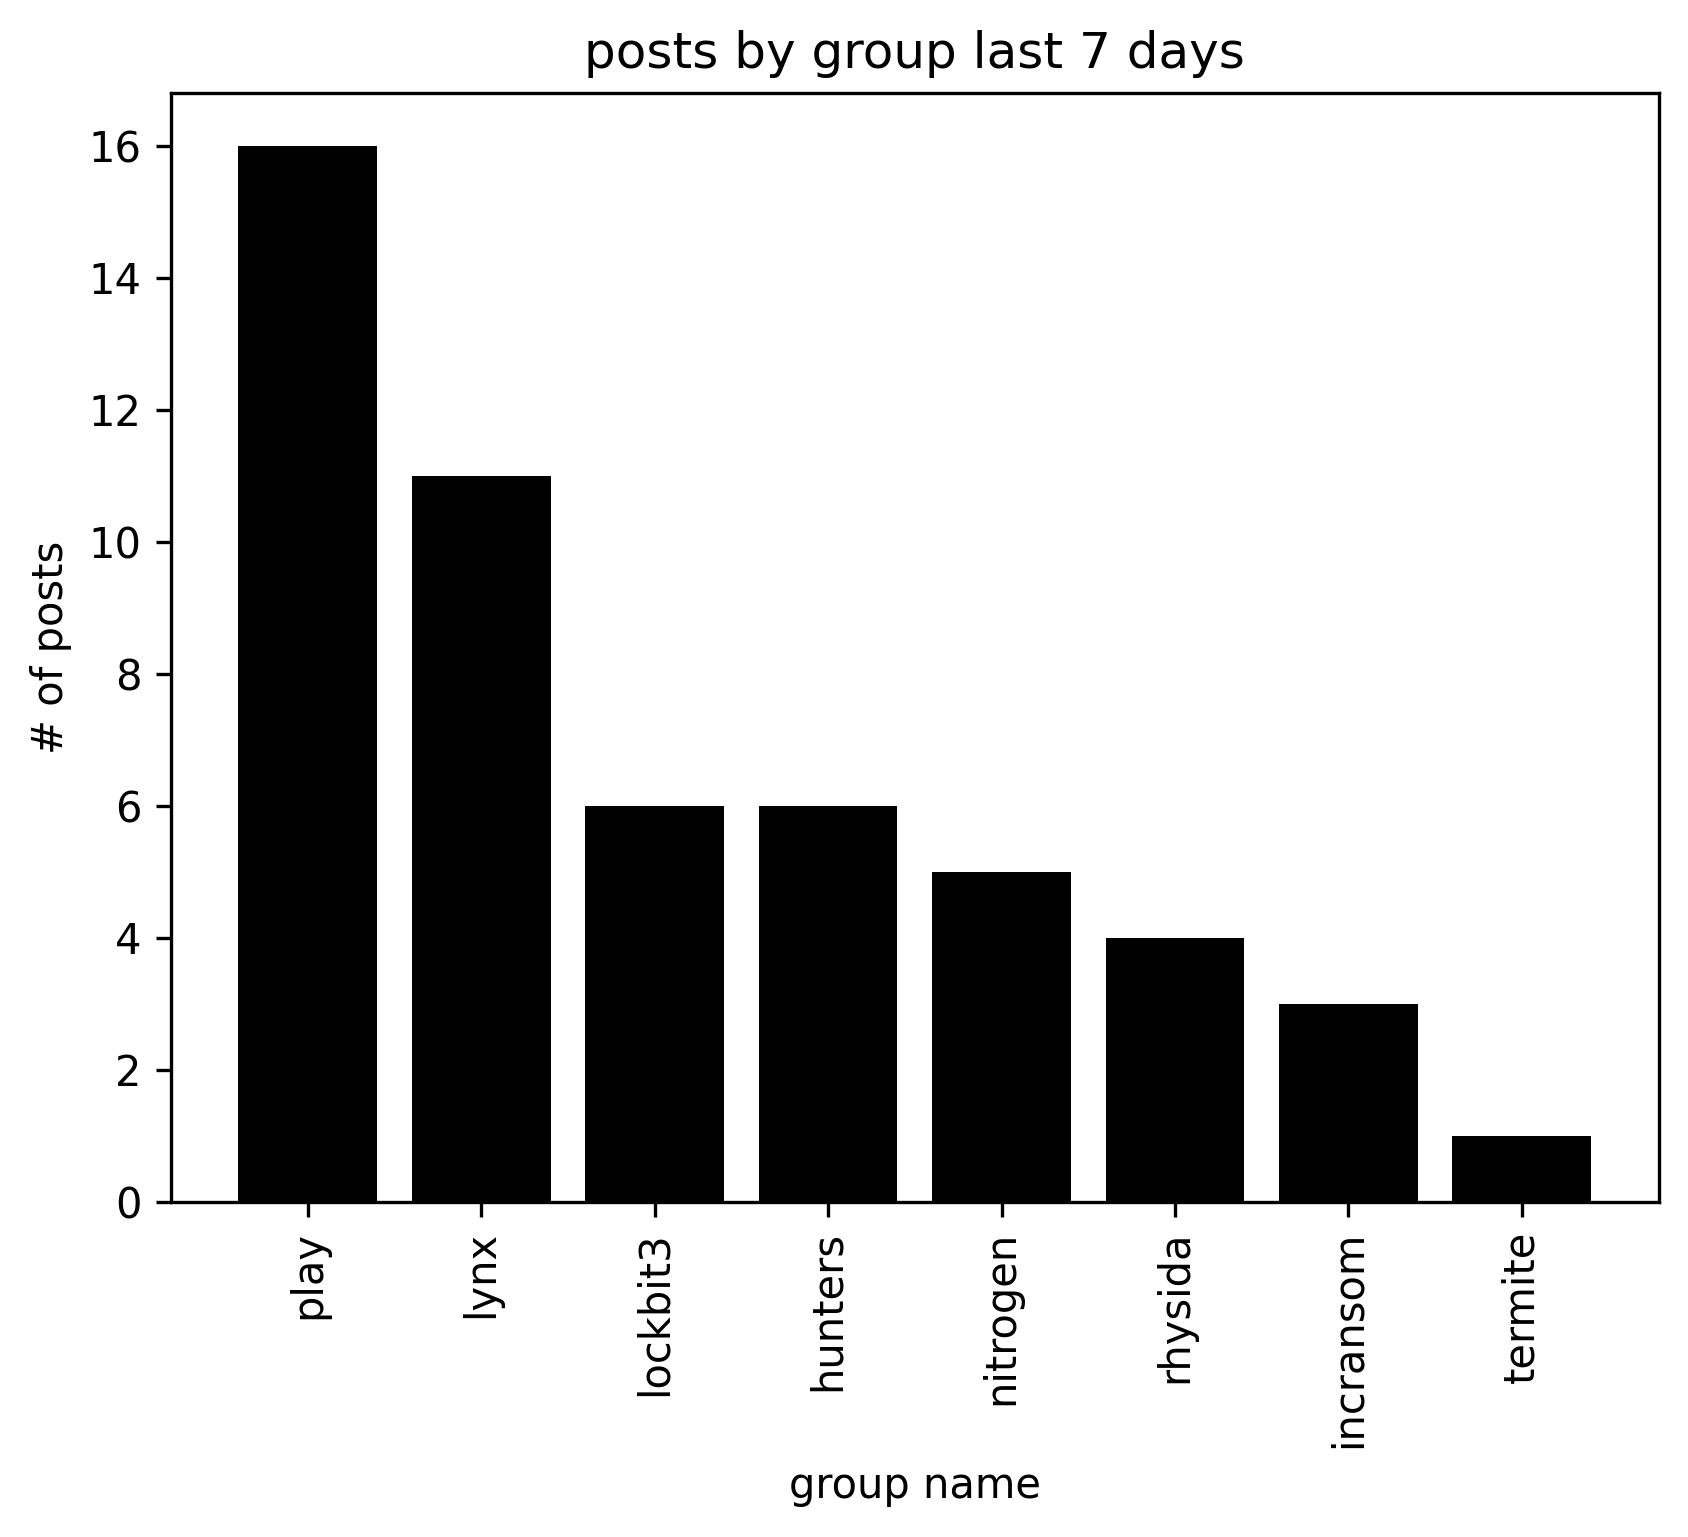 posts by group last 7 days
16
14
12
10
8
6
4
2
0
# of posts
play
lynx
lockbit3
hunters
nitrogen
rhysida
incransom
termite
group name